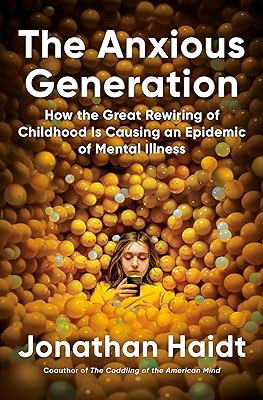 The Anxious
Generation
How the Great Rewiring of
Childhood Is Causing an Epidemic
of Mental Illness
Jonathan Haidt
Coauthor of The Coddling of the American Mind